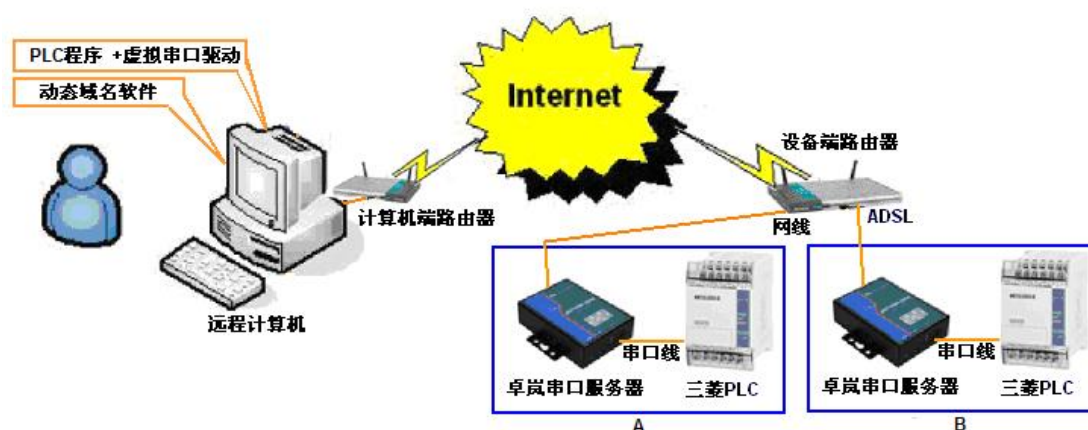 PLC程序 +虚拟串口驱动
动态域名软件
Internet
设备端路由器
计算机端路由器
网线
ADSL
远程计算机
串口线
串口线
卓岚串口服务器
三菱PLC
卓岚串口服务器
三菱PLC
A
B